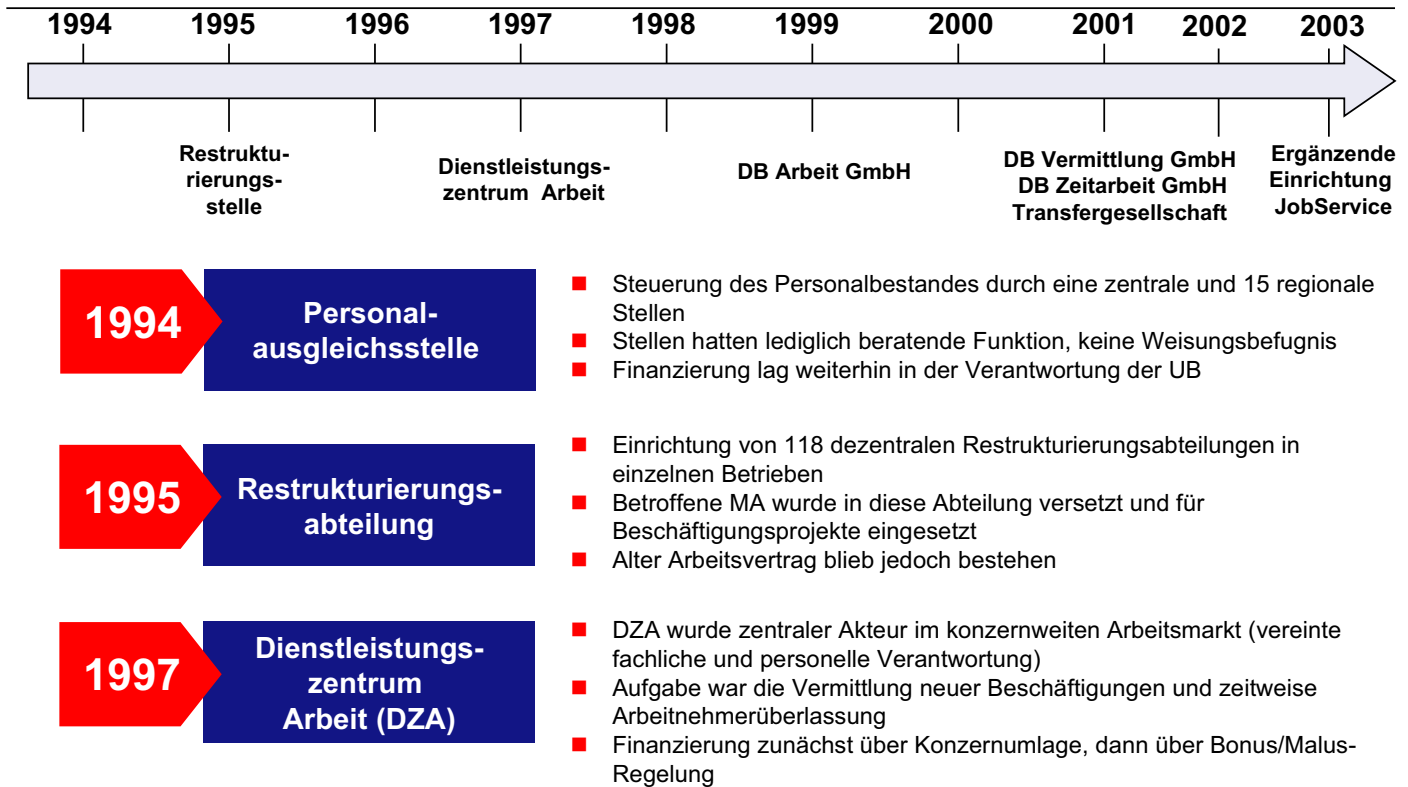 1994 1995 1996 1997 1998 1999 2000 2001 2002 2003
Restruktu-
rierungs-
stelle
Dienstleistungs-
zentrum Arbeit
DB Arbeit GmbH
DB Vermittlung GmbH
DB Zeitarbeit GmbH
Transfergesellschaft
Ergänzende
Einrichtung
JobService
1994
Personal-
ausgleichsstelle
Steuerung des Personalbestandes durch eine zentrale und 15 regionale
Stellen
Stellen hatten lediglich beratende Funktion, keine Weisungsbefugnis
Finanzierung lag weiterhin in der Verantwortung der UB
1995
Restrukturierungs-
abteilung
Einrichtung von 118 dezentralen Restrukturierungsabteilungen in
einzelnen Betrieben
Betroffene MA wurde in diese Abteilung versetzt und für
Beschäftigungsprojekte eingesetzt
Alter Arbeitsvertrag blieb jedoch bestehen
1997
Dienstleistungs-
zentrum
Arbeit (DZA)
DZA wurde zentraler Akteur im konzernweiten Arbeitsmarkt (vereinte
fachliche und personelle Verantwortung)
Aufgabe war die Vermittlung neuer Beschäftigungen und zeitweise
Arbeitnehmerüberlassung
Finanzierung zunächst über Konzernumlage, dann über Bonus/Malus-
Regelung